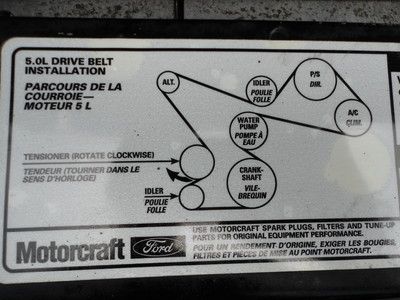 5.0L DRIVE BELT
INSTALLATION
PARCOURS DE LA
COURROIE—
MOTEUR 5 L
ALT.
IDLER
POULIE
FOLLE
P/S
DIR.
A/C
CLIM.
WATER
PUMP
POMPE À
EAU
TENSIONER (ROTATE CLOCKWISE)
TENDEUR (TOURNER DANS LE
SENS D'HORLOGE)
IDLER
POULIE
FOLLE
CRANK-
SHAFT
VILE-
BREQUIN
Motorcraft
Ford
USE MOTORCRAFT SPARK PLUGS, FILTERS AND TUNE-UP
PARTS FOR ORIGINAL EQUIPMENT PERFORMANCE.
POUR UN RENDEMENT D'ORIGINE, EXIGER LES BOUGIES,
FILTRES ET PIÈCES DE MISE AU POINT MOTORCRAFT.